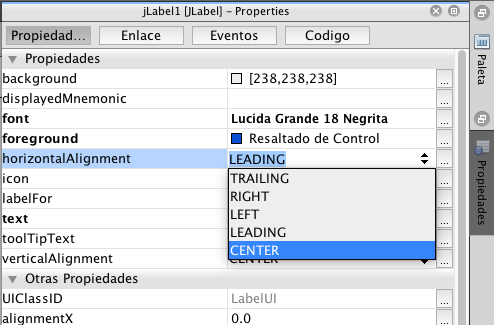 jLabel1 [JLabel] – Properties
Propiedad... Enlace Eventos Codigo
Propiedades
background [238,238,238] ...
displayedMnemonic ...
font Lucida Grande 18 Negrita ...
foreground Resaltado de Control ...
horizontalAlignment LEADING ...
icon TRAILING ...
RIGHT
labelFor LEFT ...
text LEADING ...
toolTipText CENTER ...
verticalAlignment CENTER ...
Otras Propiedades
UIClassID LabelUI ...
alignmentX 0.0 ...
Paleta
Propiedades